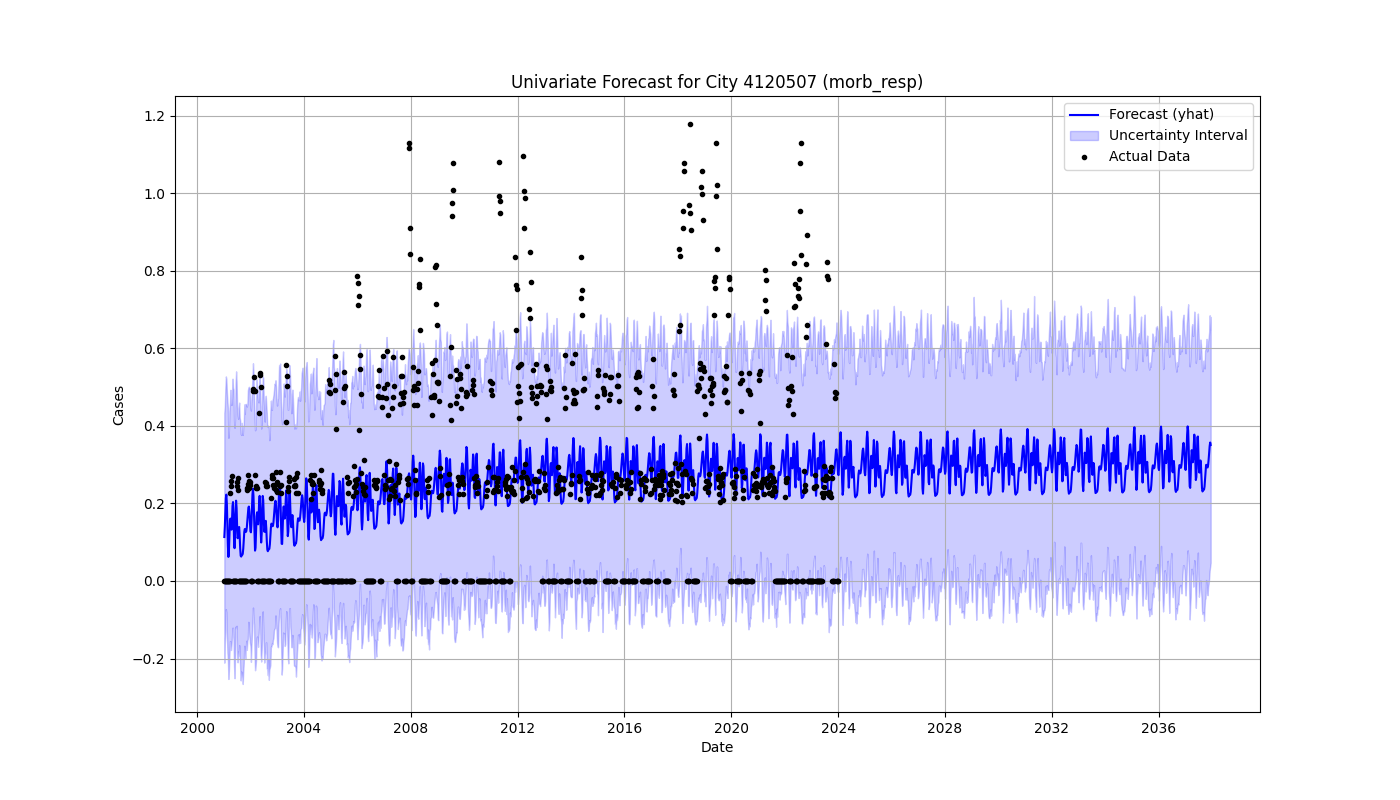 Univariate Forecast for City 4120507 (morb_resp)
Forecast (yhat)
Uncertainty Interval
Actual Data
Cases
1.2
1.0
0.8
0.6
0.4
0.2
0.0
−0.2
2000 2004 2008 2012 2016 2020 2024 2028 2032 2036
Date